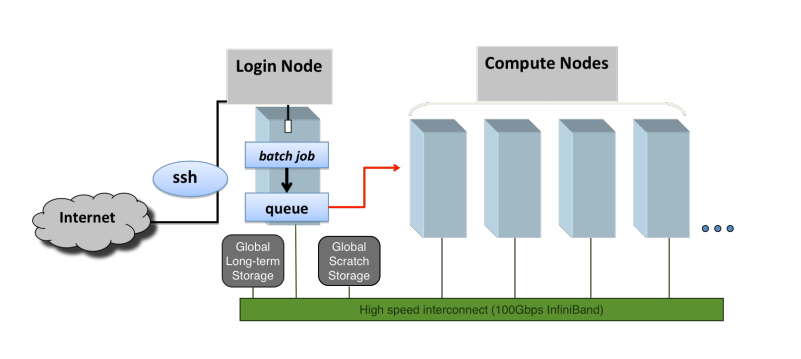 Login Node
Compute Nodes
batch job
ssh
queue
Internet
Global
Long-term
Storage
Global
Scratch
Storage
High speed interconnect (100Gbps InfiniBand)